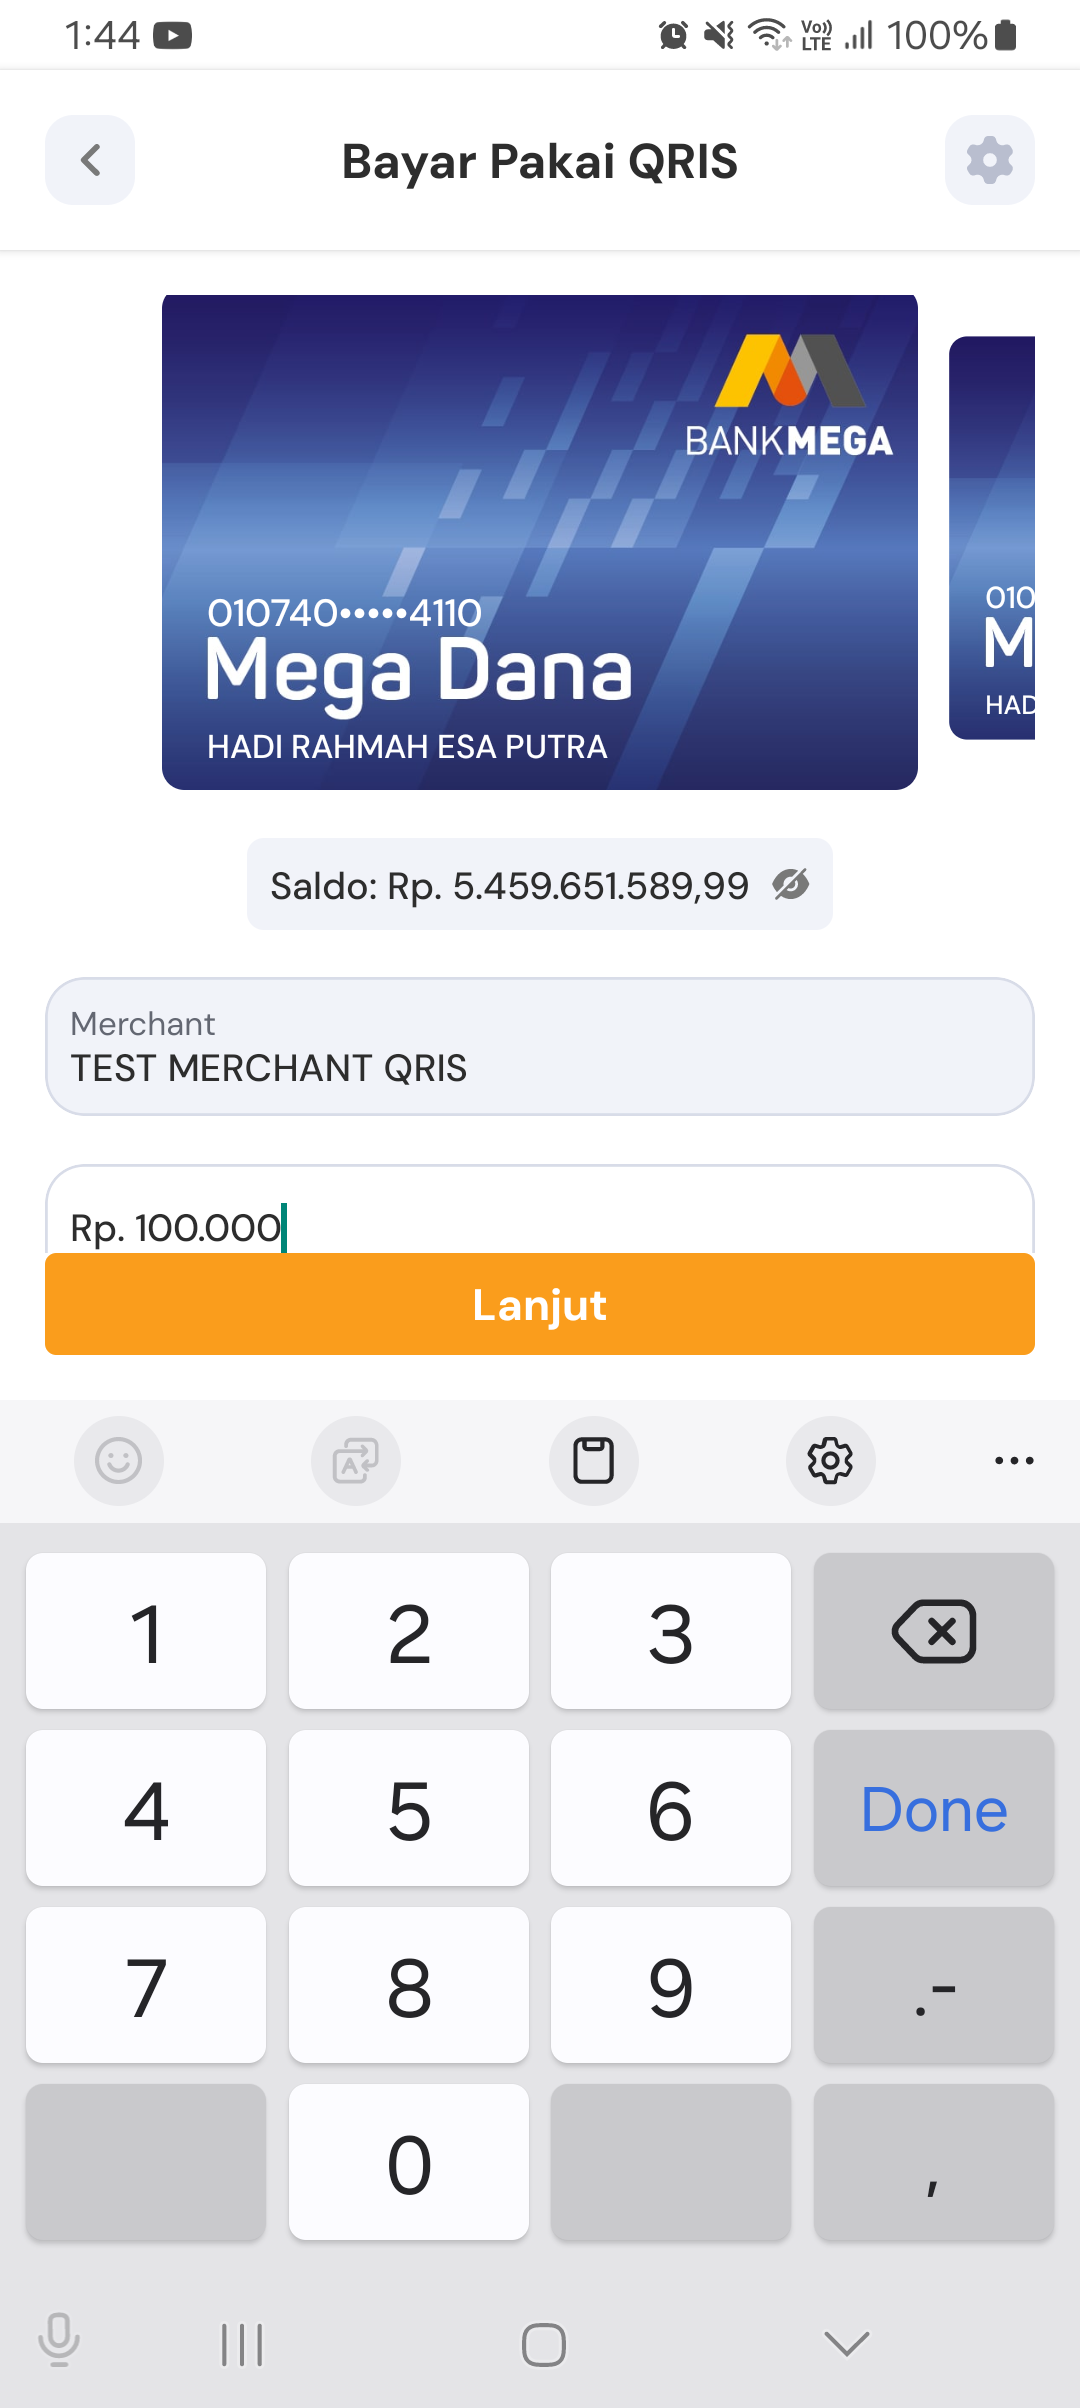 1:44
Vo)) LTE
100%
Bayar Pakai QRIS
BANKMEGA
010740•••••4110
Mega Dana
HADI RAHMAH ESA PUTRA
010
M
HAD
Saldo: Rp. 5.459.651.589,99
Merchant
TEST MERCHANT QRIS
Rp. 100.000
Lanjut
A
...
1 2 3
4 5 6 Done
7 8 9 .-
0 ,